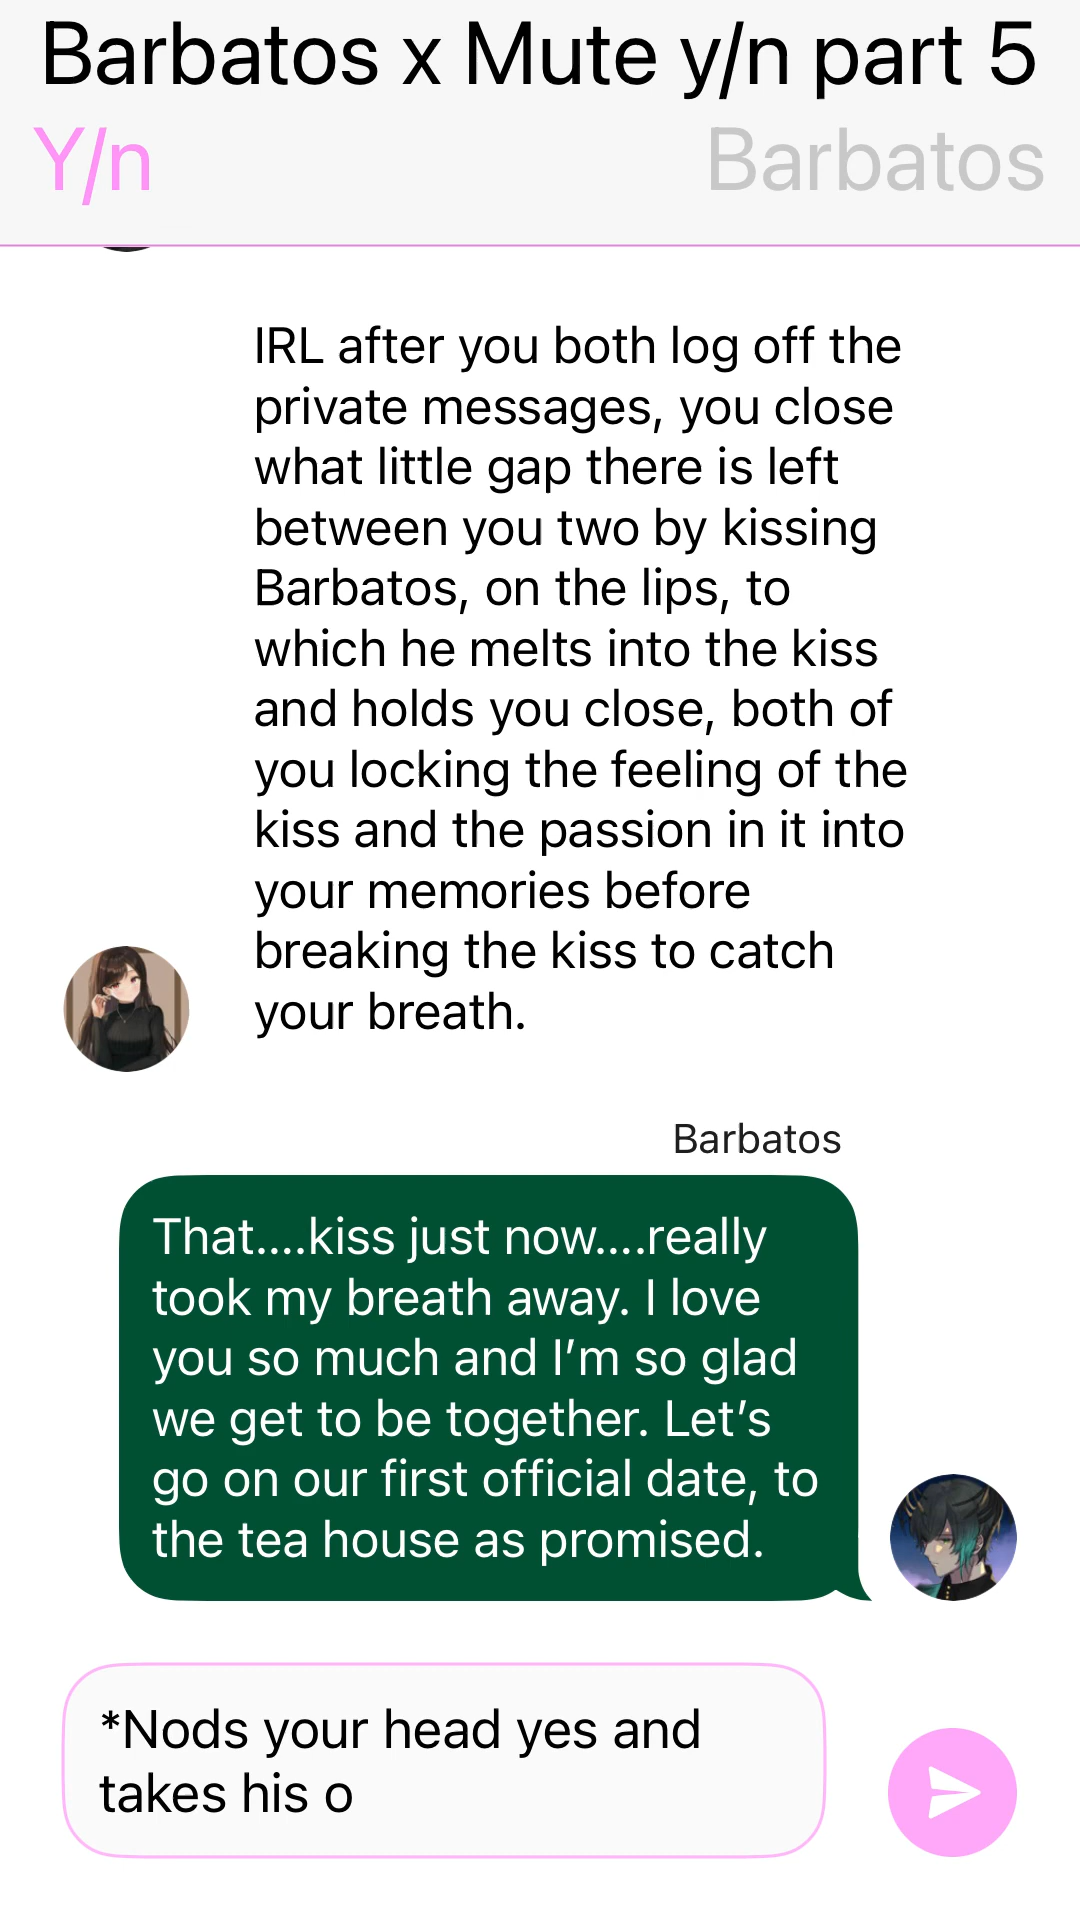 Barbatos x Mute y/n part 5
Y/n
Barbatos
IRL after you both log off the
private messages, you close
what little gap there is left
between you two by kissing
Barbatos, on the lips, to
which he melts into the kiss
and holds you close, both of
you locking the feeling of the
kiss and the passion in it into
your memories before
breaking the kiss to catch
your breath.
Barbatos
That....kiss just now....really
took my breath away. I love
you so much and I’m so glad
we get to be together. Let’s
go on our first official date, to
the tea house as promised.
*Nods your head yes and
takes his o